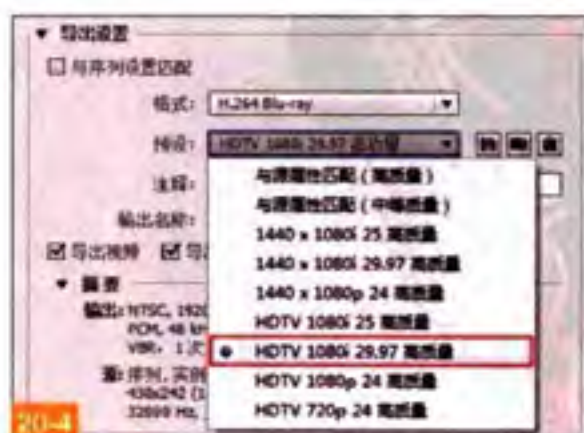 导出设置
与序列设置匹配
格式: H.264 Blu-ray
预设: HDTV 1080i 29.97 高质量
注释:
输出名称:
与源属性匹配（高质量）
与源属性匹配（中等质量）
1440 x 1080i 25 高质量
1440 x 1080i 29.97 高质量
1440 x 1080p 24 高质量
HDTV 1080i 25 高质量
HDTV 1080i 29.97 高质量
HDTV 1080p 24 高质量
HDTV 720p 24 高质量
导出视频 导
摘要
输出: NTSC, 192
PCM, 48 kH
VBR, 1 次
源: 序列, 实例
(1
Hz,
20-4